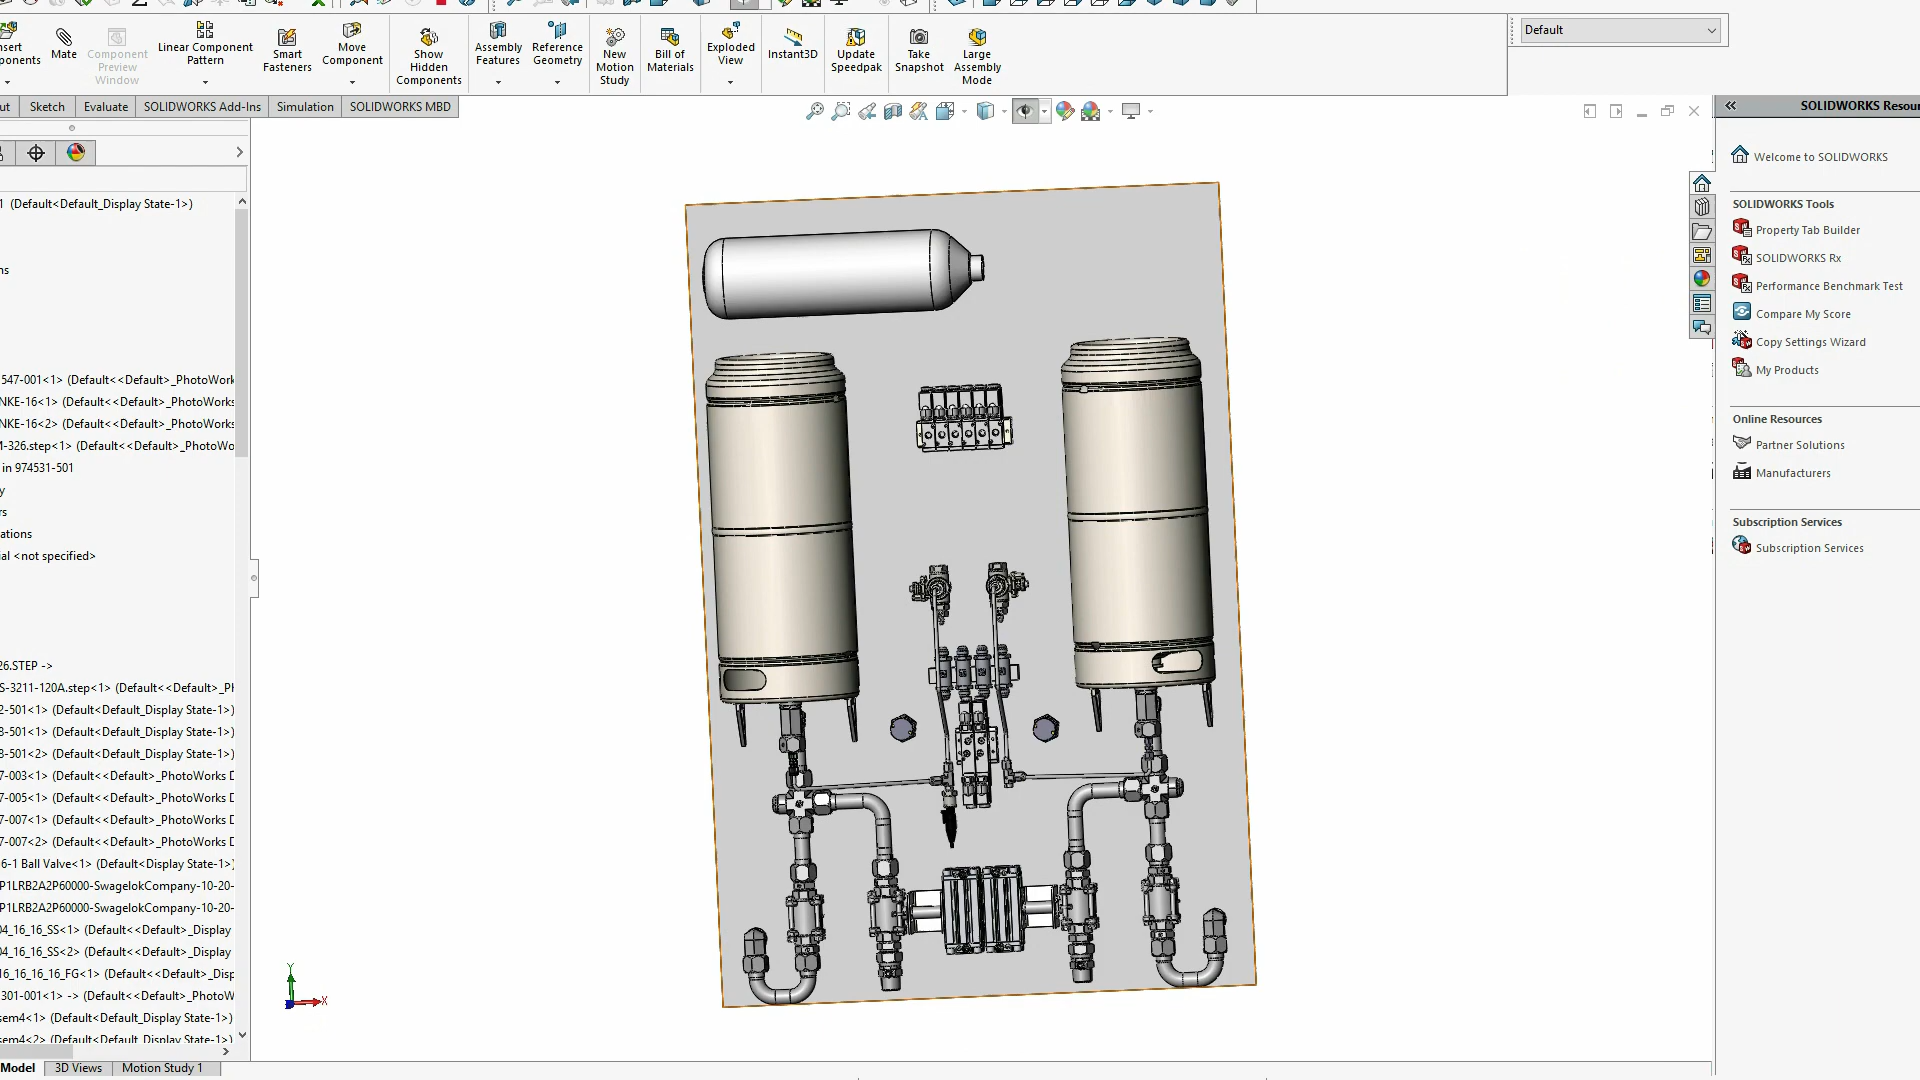 nsert
ponents
Mate
Component
Preview
Window
Linear Component
Pattern
Smart
Fasteners
Move
Component
Show
Hidden
Components
Assembly
Features
Reference
Geometry
New
Motion
Study
Bill of
Materials
Exploded
View
Instant3D
Update
Speedpak
Take
Snapshot
Large
Assembly
Mode
Default
ut
Sketch
Evaluate
SOLIDWORKS Add-Ins
Simulation
SOLIDWORKS MBD
SOLIDWORKS Resour
1 (Default<Default_Display State-1>)
ns
547-001<1> (Default<<Default>_PhotoWork
NKE-16<1> (Default<<Default>_PhotoWorks
NKE-16<2> (Default<<Default>_PhotoWorks
M-326.step<1> (Default<<Default>_PhotoWo
in 974531-501
y
rs
ations
ial <not specified>
26.STEP ->
S-3211-120A.step<1> (Default<<Default>_Pl
2-501<1> (Default<Default_Display State-1>)
8-501<1> (Default<Default_Display State-1>)
8-501<2> (Default<Default_Display State-1>)
7-003<1> (Default<<Default>_PhotoWorks D
7-005<1> (Default<<Default>_PhotoWorks D
7-007<1> (Default<<Default>_PhotoWorks D
7-007<2> (Default<<Default>_PhotoWorks D
6-1 Ball Valve<1> (Default<Display State-1>)
P1LRB2A2P60000-SwagelokCompany-10-20-
P1LRB2A2P60000-SwagelokCompany-10-20-
04_16_16_SS<1> (Default<<Default>_Display
04_16_16_SS<2> (Default<<Default>_Display
16_16_16_16_FG<1> (Default<<Default>_Disp
301-001<1> -> (Default<<Default>_PhotoW
sem4<1> (Default<Default_Display State-1>)
sem4<2> (Default<Default_Display State-1>)
Model
3D Views
Motion Study 1
Y
X
Welcome to SOLIDWORKS
SOLIDWORKS Tools
Property Tab Builder
SOLIDWORKS Rx
Performance Benchmark Test
Compare My Score
Copy Settings Wizard
My Products
Online Resources
Partner Solutions
Manufacturers
Subscription Services
Subscription Services